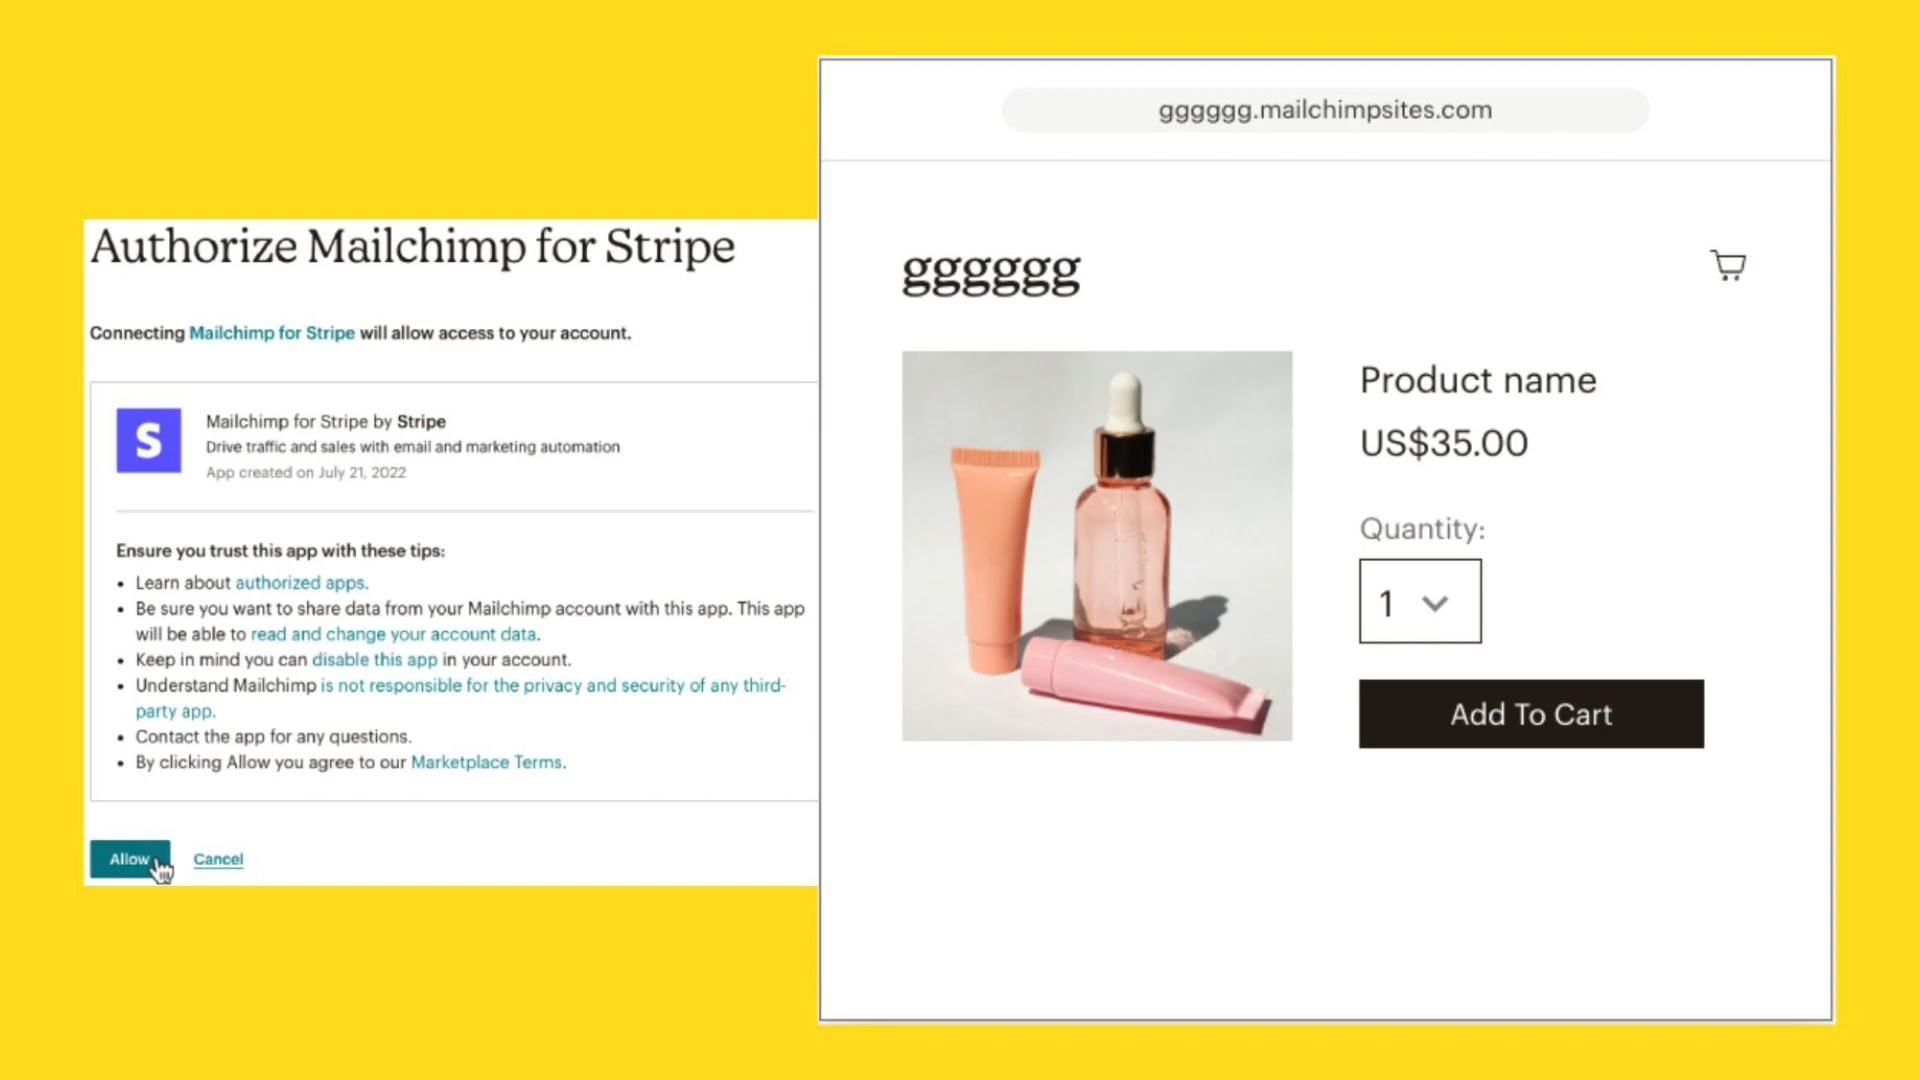 Authorize Mailchimp for Stripe
Connecting Mailchimp for Stripe will allow access to your account.
S
Mailchimp for Stripe by Stripe
Drive traffic and sales with email and marketing automation
App created on July 21, 2022
Ensure you trust this app with these tips:
• Learn about authorized apps.
• Be sure you want to share data from your Mailchimp account with this app. This app
will be able to read and change your account data.
• Keep in mind you can disable this app in your account.
• Understand Mailchimp is not responsible for the privacy and security of any third-
party app.
• Contact the app for any questions.
• By clicking Allow you agree to our Marketplace Terms.
Allow Cancel
gggggg.mailchimpsites.com
gggggg
Product name
US$35.00
Quantity:
1
Add To Cart